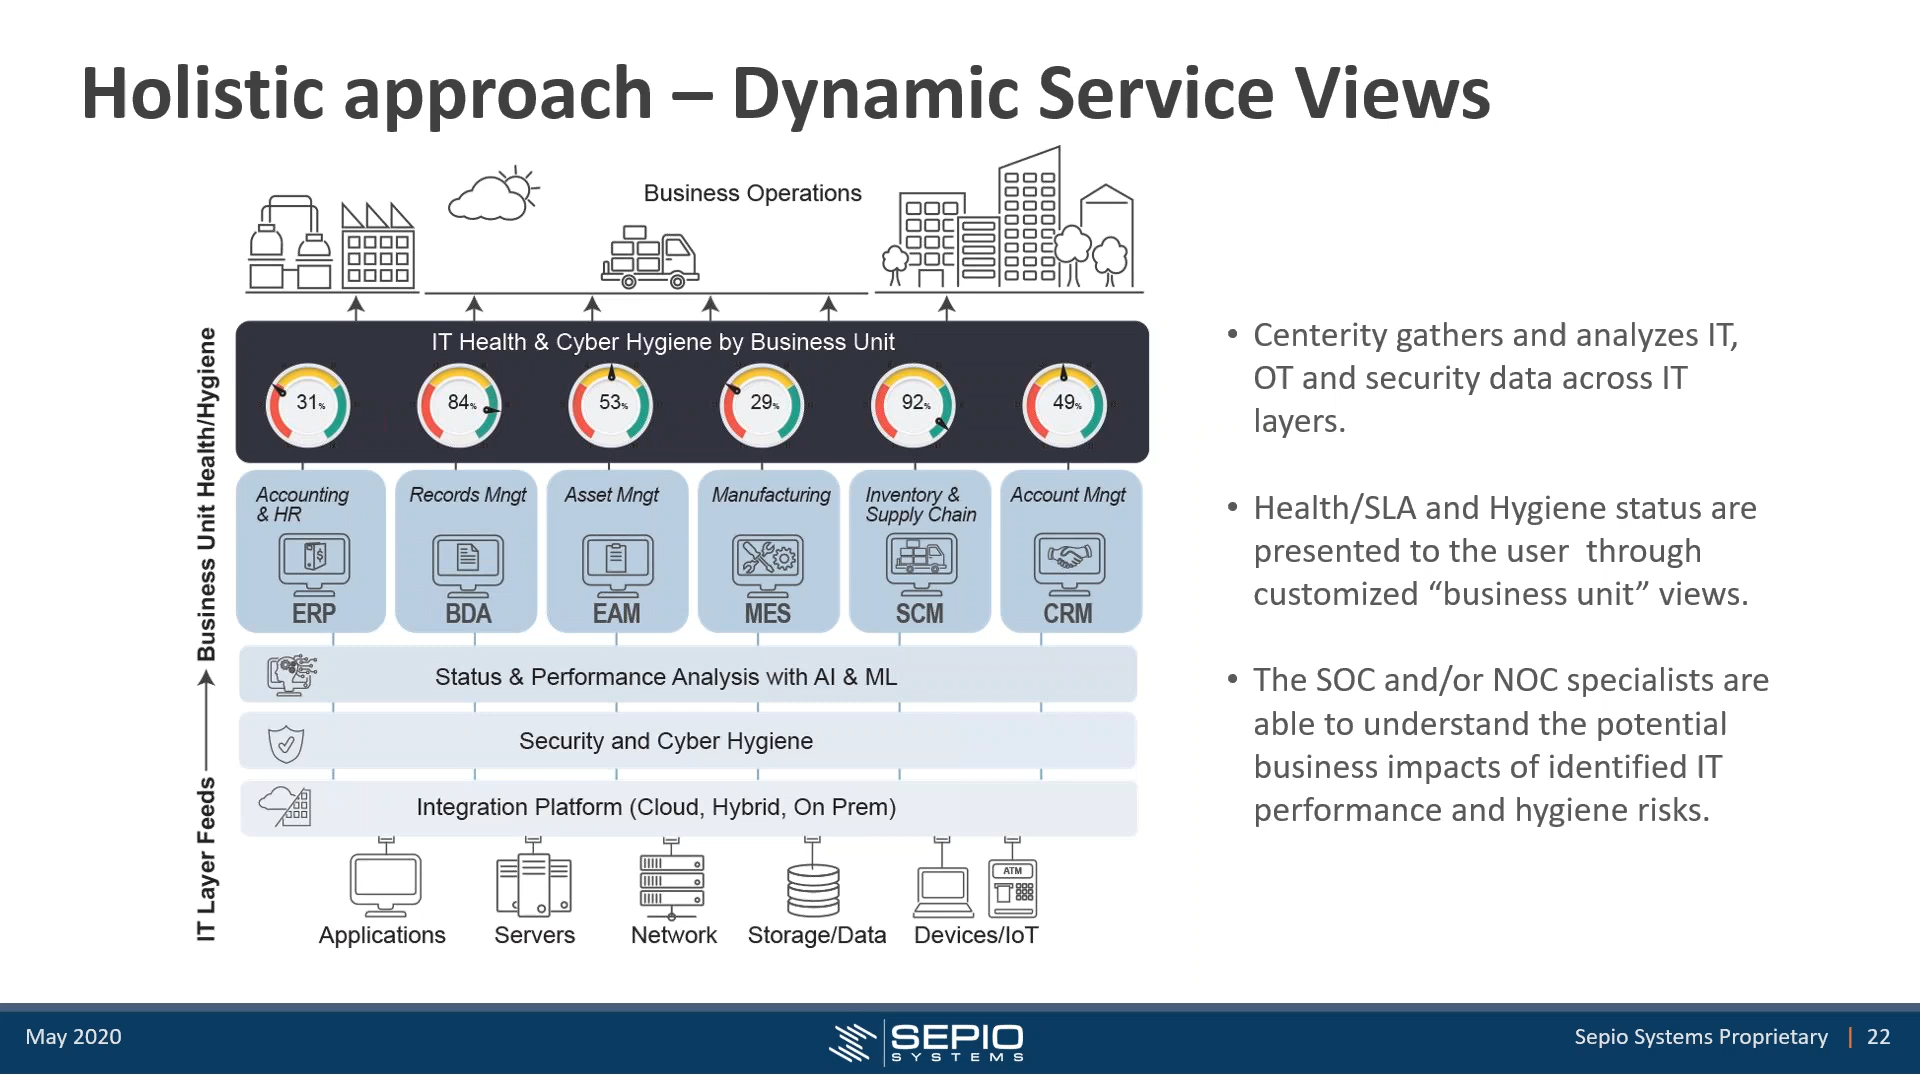 Holistic approach – Dynamic Service Views
Business Operations
IT Health & Cyber Hygiene by Business Unit
31%
84%
53%
29%
92%
49%
Accounting
& HR
ERP
Records Mngt
BDA
Asset Mngt
EAM
Manufacturing
MES
Inventory &
Supply Chain
SCM
Account Mngt
CRM
Status & Performance Analysis with AI & ML
Security and Cyber Hygiene
Integration Platform (Cloud, Hybrid, On Prem)
ATM
Applications
Servers
Network
Storage/Data
Devices/IoT
Business Unit Health/Hygiene
IT Layer Feeds
• Centerity gathers and analyzes IT,
OT and security data across IT
layers.
• Health/SLA and Hygiene status are
presented to the user  through
customized “business unit” views.
• The SOC and/or NOC specialists are
able to understand the potential
business impacts of identified IT
performance and hygiene risks.
May 2020
SEPIO
SYSTEMS
Sepio Systems Proprietary | 22